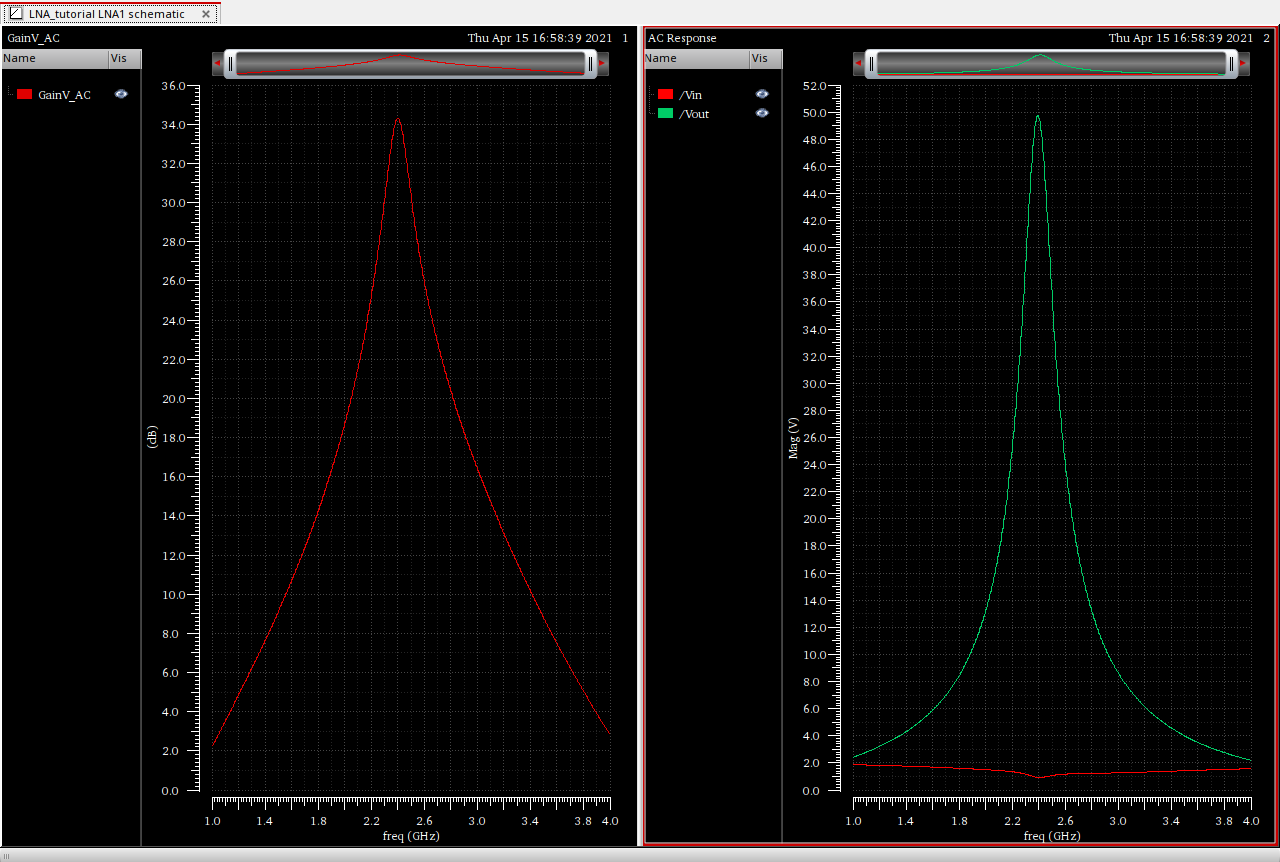 LNA_tutorial LNA1 schematic
GainV_AC
Thu Apr 15 16:58:39 2021 1
Name Vis
GainV_AC
36.0
34.0
32.0
30.0
28.0
26.0
24.0
22.0
20.0
18.0
16.0
14.0
12.0
10.0
8.0
6.0
4.0
2.0
0.0
(dB)
1.0 1.4 1.8 2.2 2.6 3.0 3.4 3.8 4.0
freq (GHz)
AC Response
Thu Apr 15 16:58:39 2021 2
Name Vis
/Vin
/Vout
52.0
50.0
48.0
46.0
44.0
42.0
40.0
38.0
36.0
34.0
32.0
30.0
28.0
26.0
24.0
22.0
20.0
18.0
16.0
14.0
12.0
10.0
8.0
6.0
4.0
2.0
0.0
Mag (V)
1.0 1.4 1.8 2.2 2.6 3.0 3.4 3.8 4.0
freq (GHz)